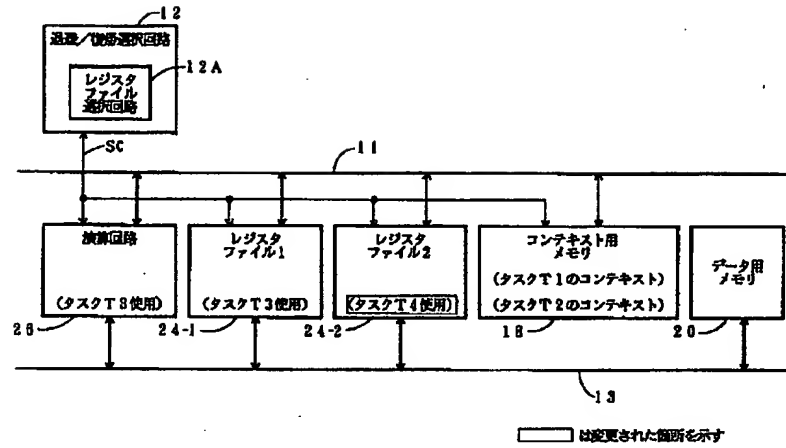 12
退避/復帰選択回路
12A
レジスタ
ファイル
選択回路
SC
11
演算回路
(タスクT3使用)
レジスタ
ファイル1
(タスクT3使用)
レジスタ
ファイル2
(タスクT4使用)
コンテキスト用
メモリ
(タスクT1のコンテキスト)
(タスクT2のコンテキスト)
データ用
メモリ
26
24-1
24-2
18
20
13
は変更された箇所を示す